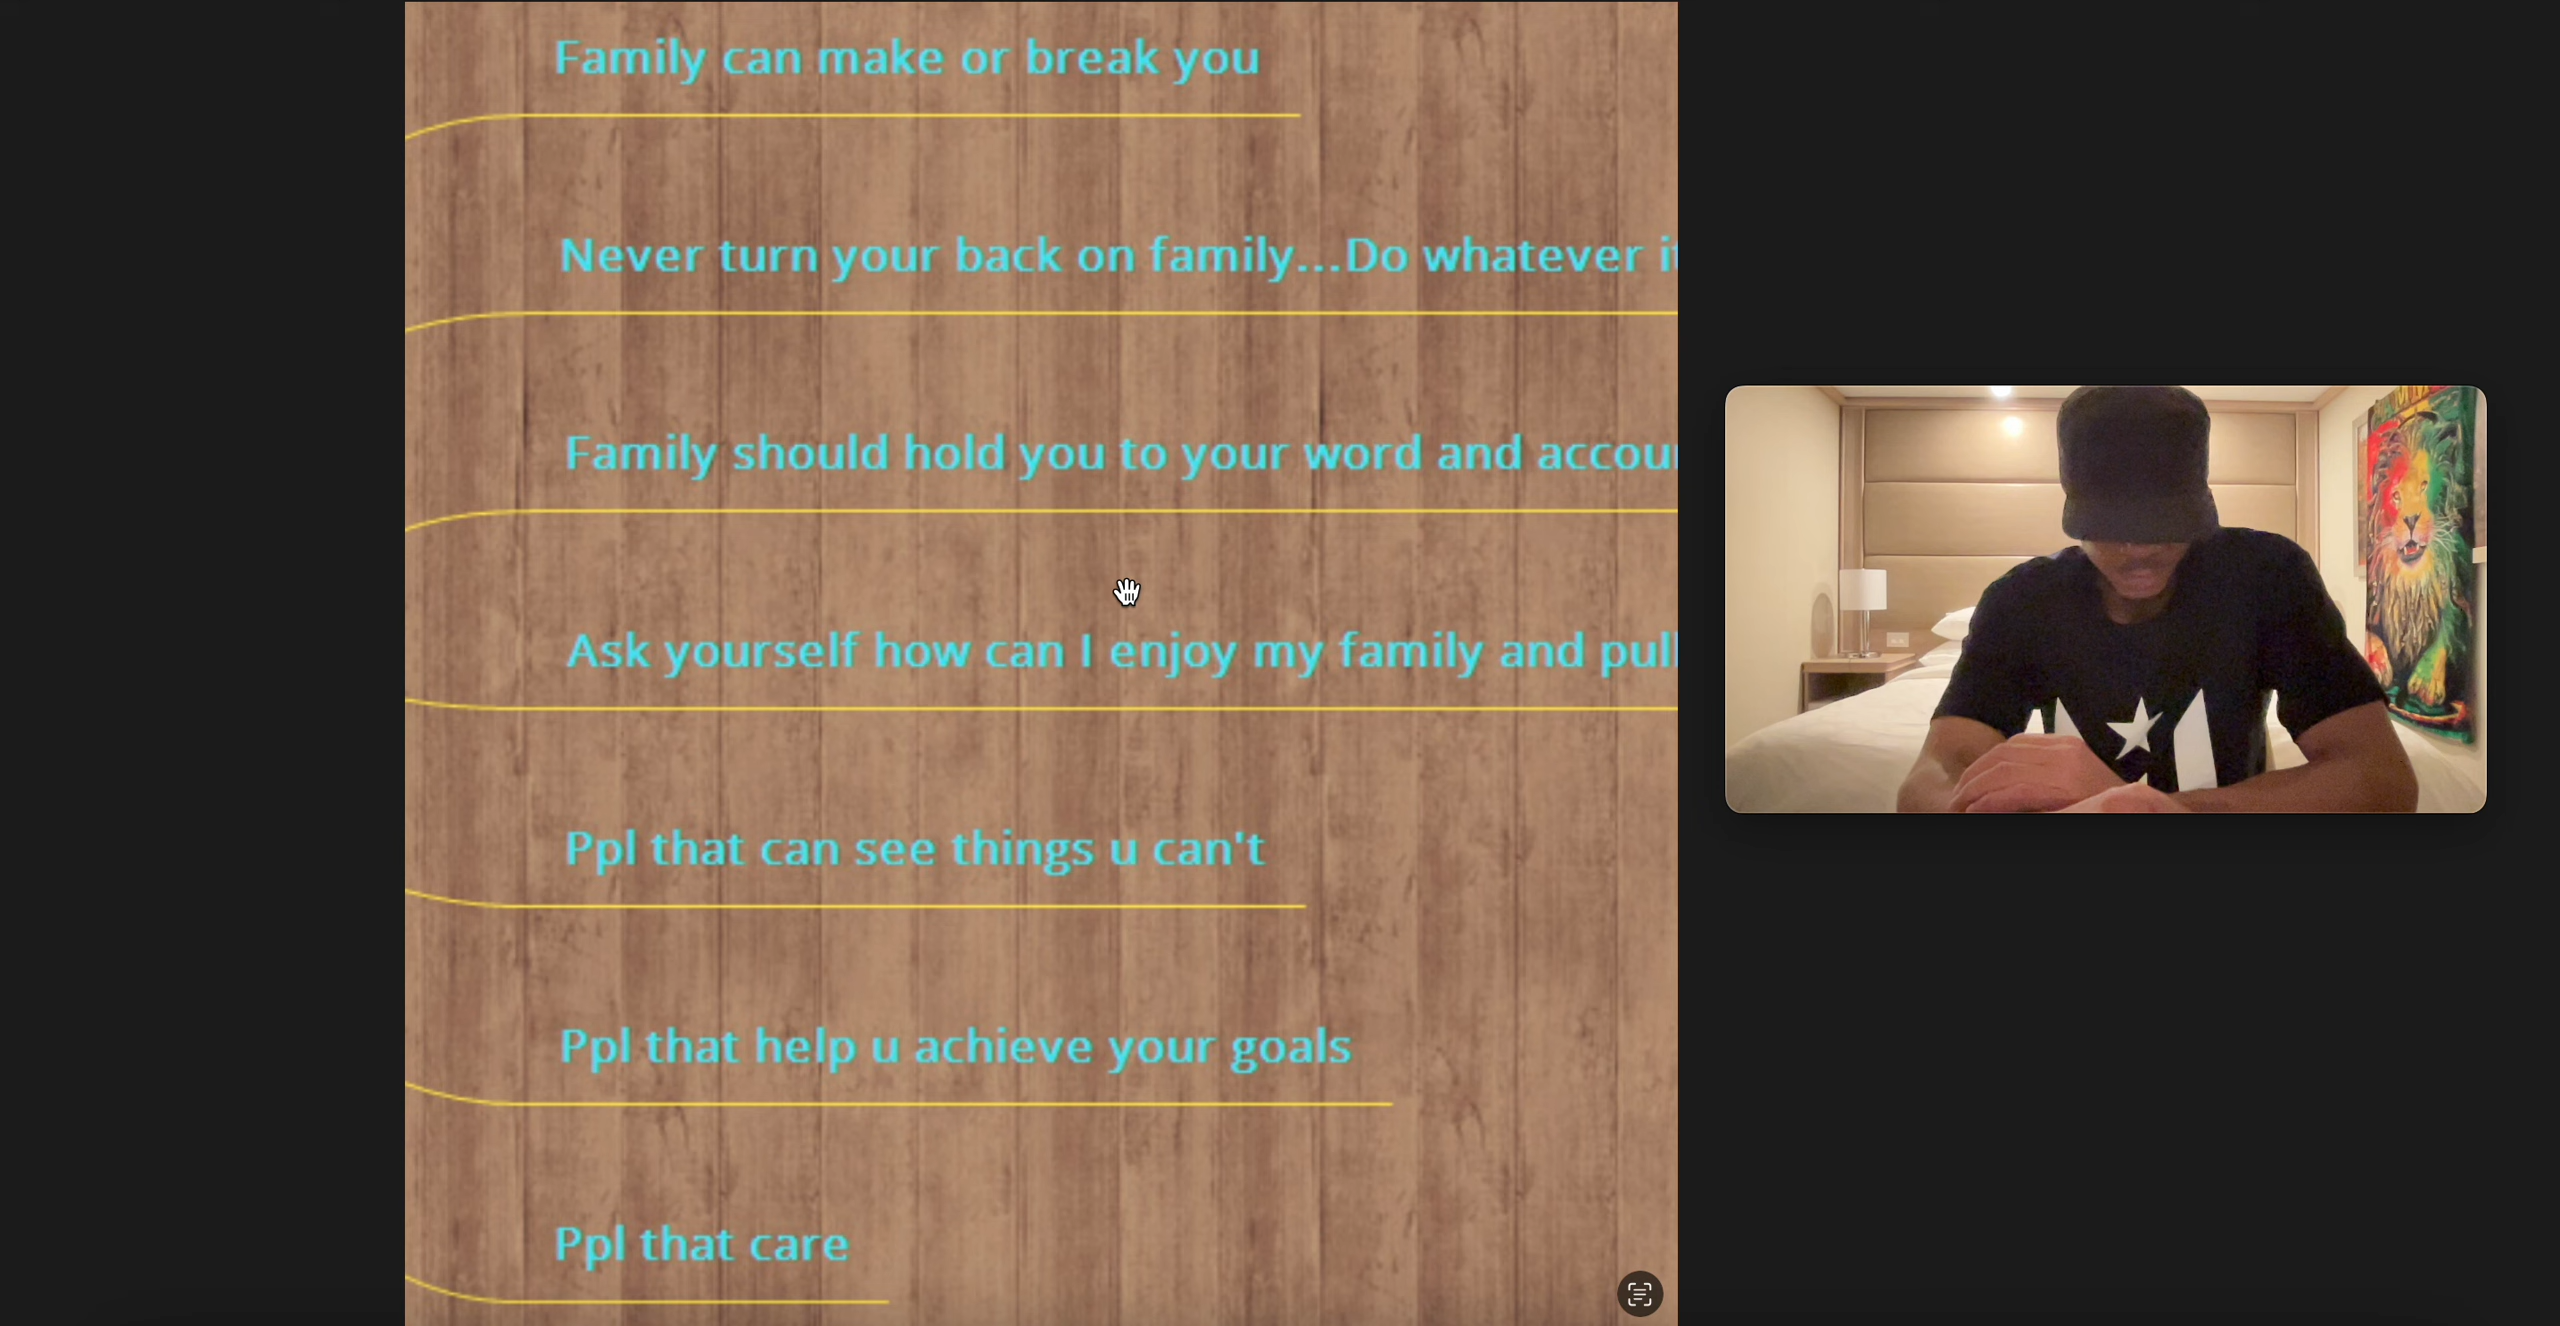 Family can make or break you
Never turn your back on family...Do whatever
Family should hold you to your word and
Ask yourself how can I enjoy my family and
Ppl that can see things u can't
Ppl that help u achieve your goals
Ppl that care